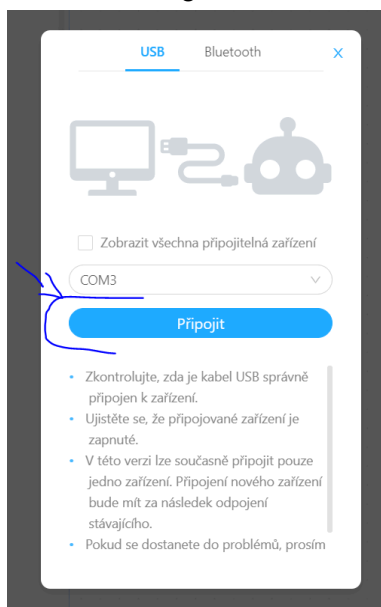 USB Bluetooth X
Zobrazit všechna připojitelná zařízení
COM3
Připojit
• Zkontrolujte, zda je kabel USB správně
připojen k zařízení.
• Ujistěte se, že připojované zařízení je
zapnuté.
• V této verzi lze současně připojit pouze
jedno zařízení. Připojení nového zařízení
bude mít za následek odpojení
stávajícího.
• Pokud se dostanete do problémů, prosím